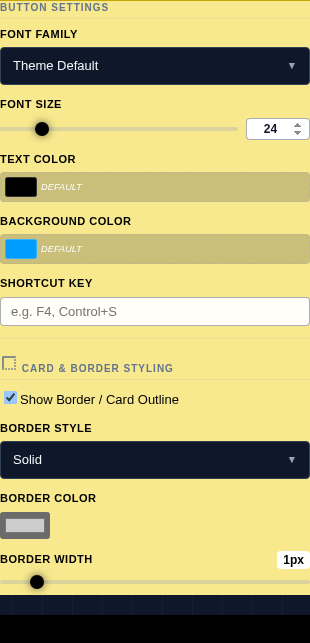 BUTTON SETTINGS
FONT FAMILY
Theme Default
FONT SIZE
24
TEXT COLOR
DEFAULT
BACKGROUND COLOR
DEFAULT
SHORTCUT KEY
e.g. F4, Control+S
CARD & BORDER STYLING
Show Border / Card Outline
BORDER STYLE
Solid
BORDER COLOR
BORDER WIDTH 1px